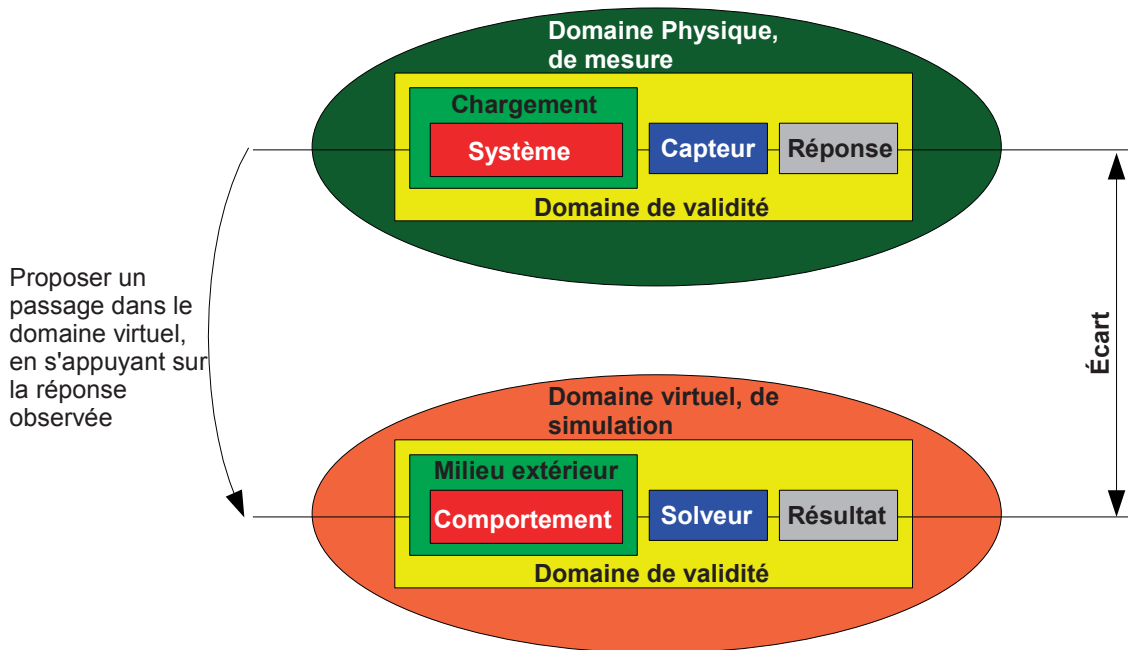 Domaine Physique,
de mesure
Chargement
Système
Capteur
Réponse
Domaine de validité
Proposer un
passage dans le
domaine virtuel,
en s'appuyant sur
la réponse
observée
Écart
Domaine virtuel, de
simulation
Milieu extérieur
Comportement
Solveur
Résultat
Domaine de validité